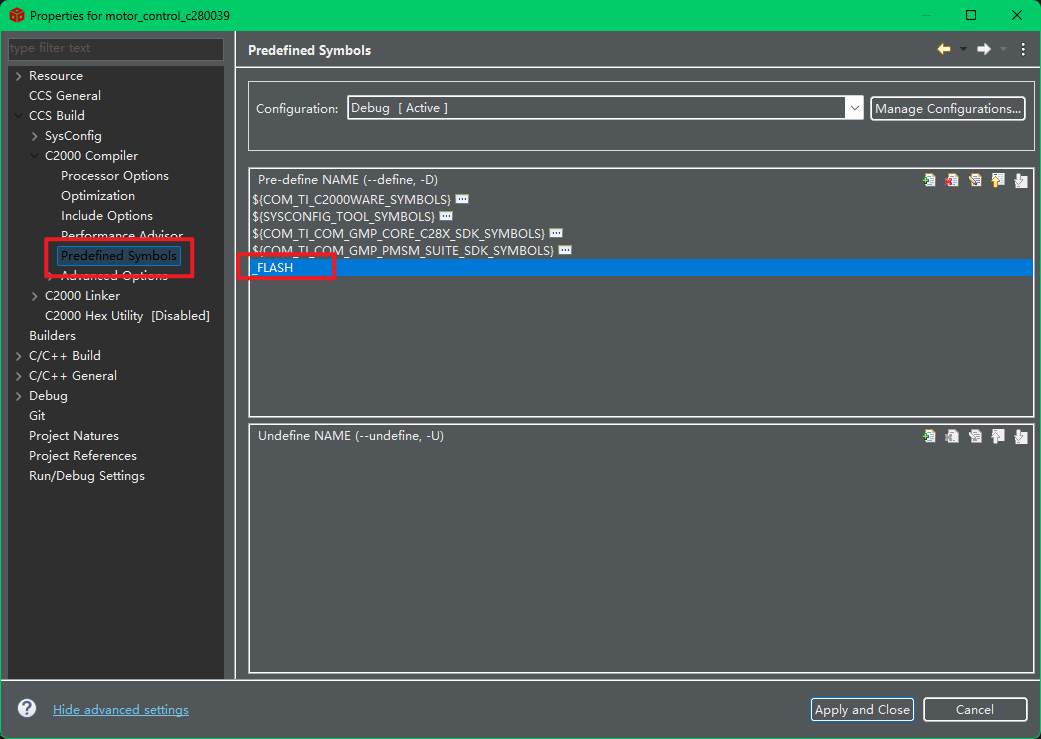 Properties for motor_control_c280039
type filter text
Resource
CCS General
CCS Build
SysConfig
C2000 Compiler
Processor Options
Optimization
Include Options
Performance Advisor
Predefined Symbols
Advanced Options
C2000 Linker
C2000 Hex Utility [Disabled]
Builders
C/C++ Build
C/C++ General
Debug
Git
Project Natures
Project References
Run/Debug Settings
Predefined Symbols
Configuration: Debug [ Active ] Manage Configurations...
Pre-define NAME (--define, -D)
${COM_TI_C2000WARE_SYMBOLS}
${SYSCONFIG_TOOL_SYMBOLS}
${COM_TI_COM_GMP_CORE_C28X_SDK_SYMBOLS}
${COM_TI_COM_GMP_PMSM_SUITE_SDK_SYMBOLS}
_FLASH
Undefine NAME (--undefine, -U)
Hide advanced settings
Apply and Close Cancel